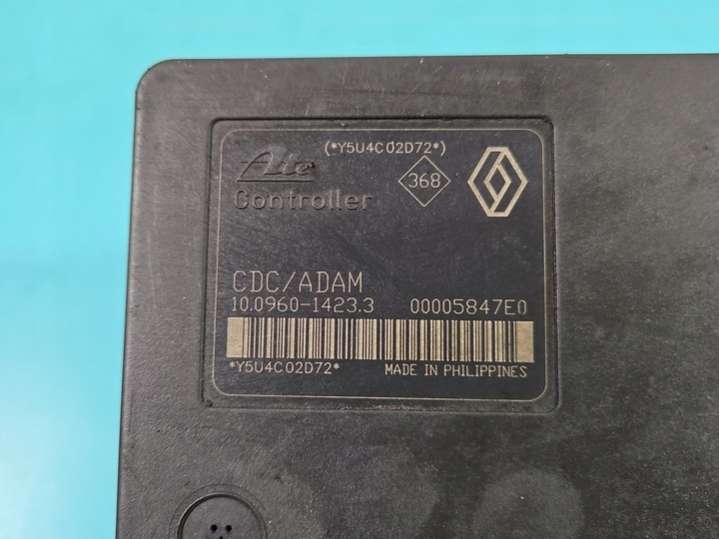 (*Y5U4C02D72*)
Ate
368
Controller
CDC/ADAM
10.0960-1423.3 00005847E0
*Y5U4C02D72* MADE IN PHILIPPINES